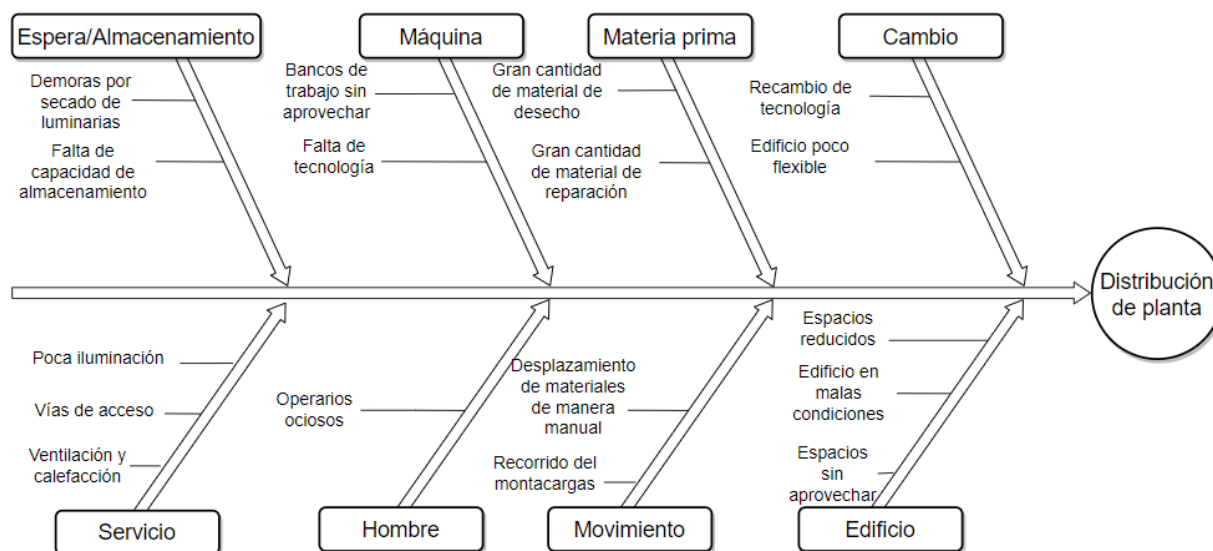 Espera/Almacenamiento
Demoras por
secado de
luminarias
Falta de
capacidad de
almacenamiento
Máquina
Bancos de
trabajo sin
aprovechar
Falta de
tecnología
Materia prima
Gran cantidad
de material de
desecho
Gran cantidad
de material de
reparación
Cambio
Recambio de
tecnología
Edificio poco
flexible
Distribución
de planta
Poca iluminación
Vías de acceso
Ventilación y
calefacción
Servicio
Operarios
ociosos
Hombre
Desplazamiento
de materiales
de manera
manual
Recorrido del
montacargas
Movimiento
Espacios
reducidos
Edificio en
malas
condiciones
Espacios
sin
aprovechar
Edificio